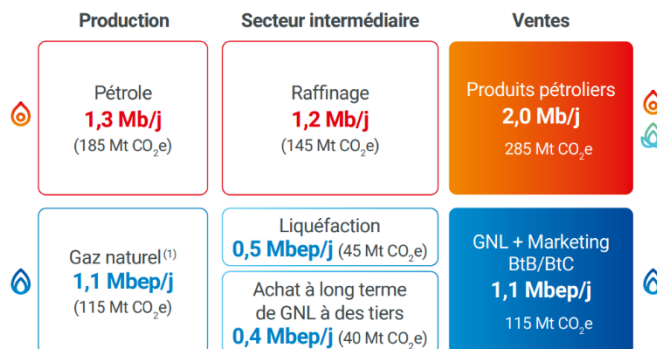 Production
Secteur intermédiaire
Ventes
Pétrole
1,3 Mb/j
(185 Mt CO₂e)
Raffinage
1,2 Mb/j
(145 Mt CO₂e)
Produits pétroliers
2,0 Mb/j
285 Mt CO₂e
Gaz naturel⁽¹⁾
1,1 Mbep/j
(115 Mt CO₂e)
Liquéfaction
0,5 Mbep/j (45 Mt CO₂e)
Achat à long terme
de GNL à des tiers
0,4 Mbep/j (40 Mt CO₂e)
GNL + Marketing
BtB/BtC
1,1 Mbep/j
115 Mt CO₂e